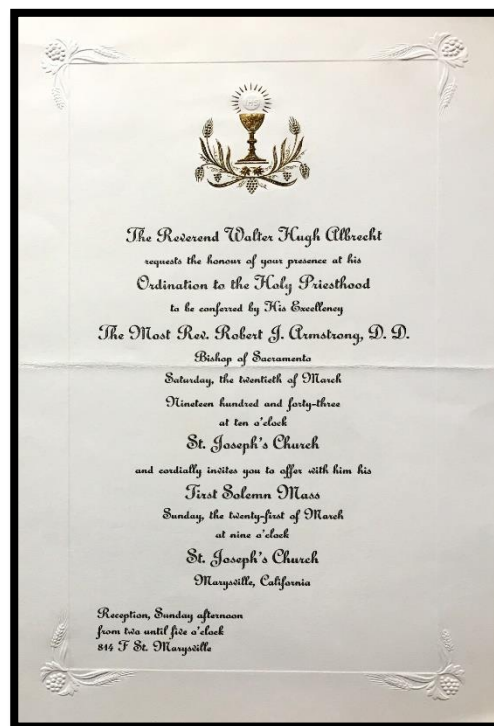 The Reverend Walter Hugh Albrecht
requests the honour of your presence at his
Ordination to the Holy Priesthood
to be conferred by His Excellency
The Most Rev. Robert J. Armstrong, D. D.
Bishop of Sacramento
Saturday, the twentieth of March
Nineteen hundred and forty-three
at ten o'clock
St. Joseph's Church
and cordially invites you to offer with him his
First Solemn Mass
Sunday, the twenty-first of March
at nine o'clock
St. Joseph's Church
Marysville, California
Reception, Sunday afternoon
from two until five o'clock
814 F St. Marysville